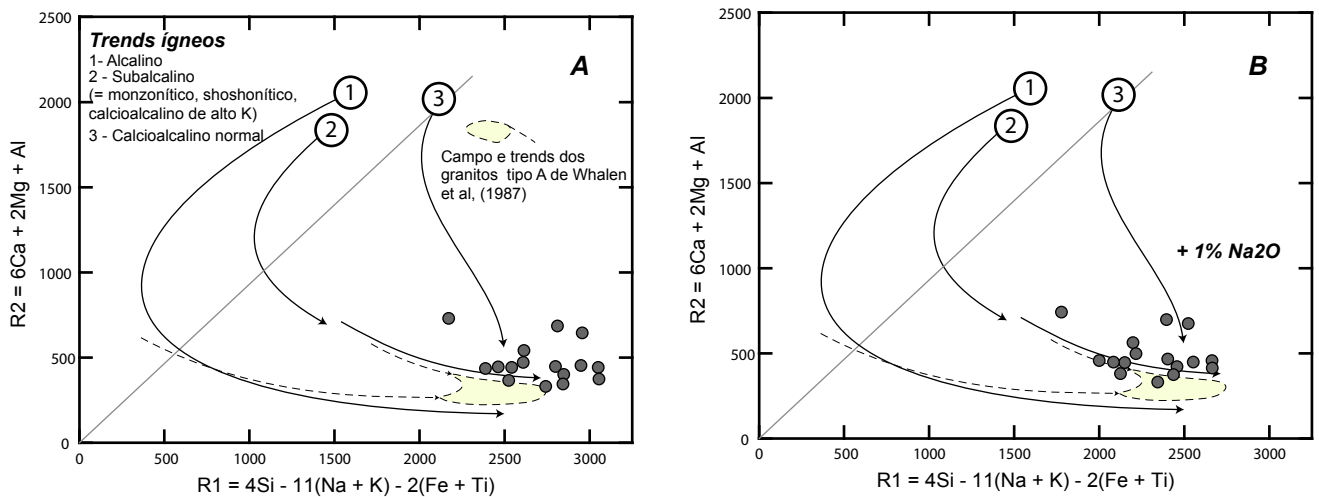 2500
2000
1500
1000
500
0
R2 = 6Ca + 2Mg + Al
Trends ígneos
1- Alcalino
2 - Subalcalino
(= monzonítico, shoshonítico,
calcioalcalino de alto K)
3 - Calcioalcalino normal
A
1
2
3
Campo e trends dos
granitos tipo A de Whalen
et al, (1987)
0 500 1000 1500 2000 2500 3000
R1 = 4Si - 11(Na + K) - 2(Fe + Ti)
2500
2000
1500
1000
500
0
R2 = 6Ca + 2Mg + Al
B
1
2
3
+ 1% Na2O
0 500 1000 1500 2000 2500 3000
R1 = 4Si - 11(Na + K) - 2(Fe + Ti)